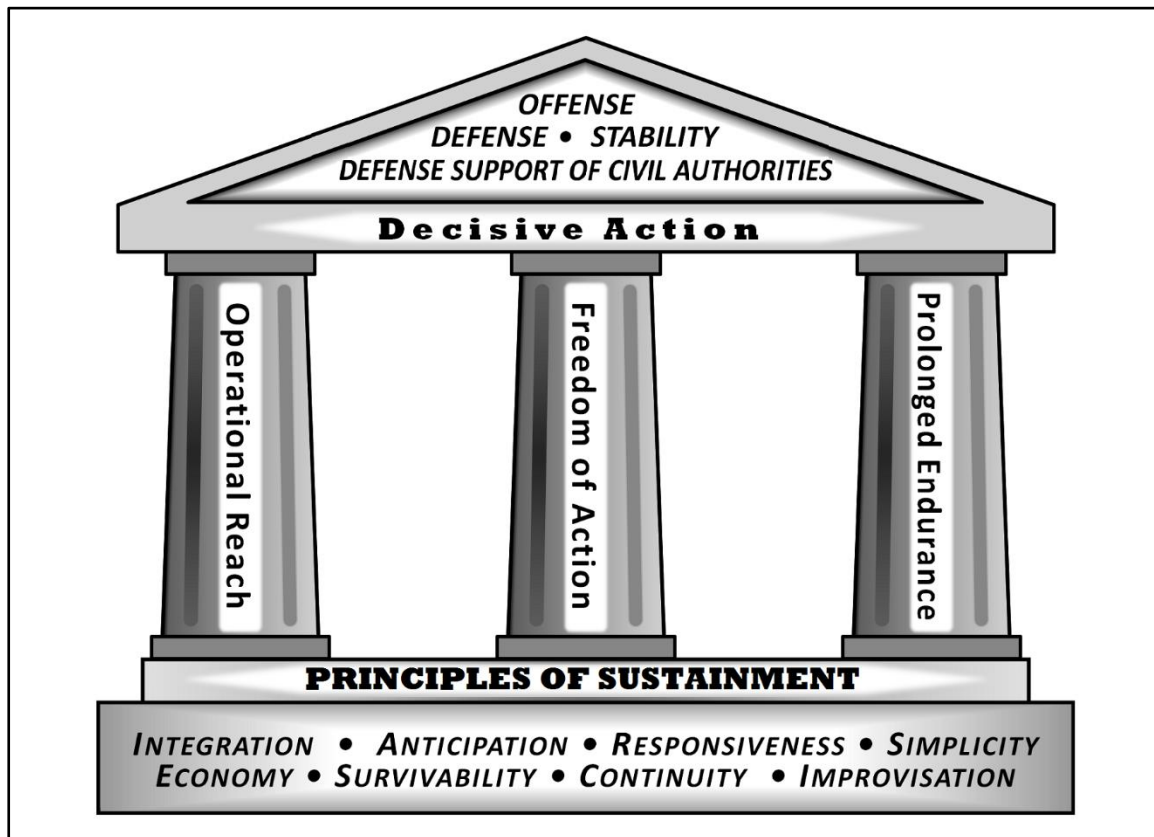 OFFENSE
DEFENSE • STABILITY
DEFENSE SUPPORT OF CIVIL AUTHORITIES
Decisive Action
Operational Reach
Freedom of Action
Prolonged Endurance
PRINCIPLES OF SUSTAINMENT
INTEGRATION • ANTICIPATION • RESPONSIVENESS • SIMPLICITY
ECONOMY • SURVIVABILITY • CONTINUITY • IMPROVISATION